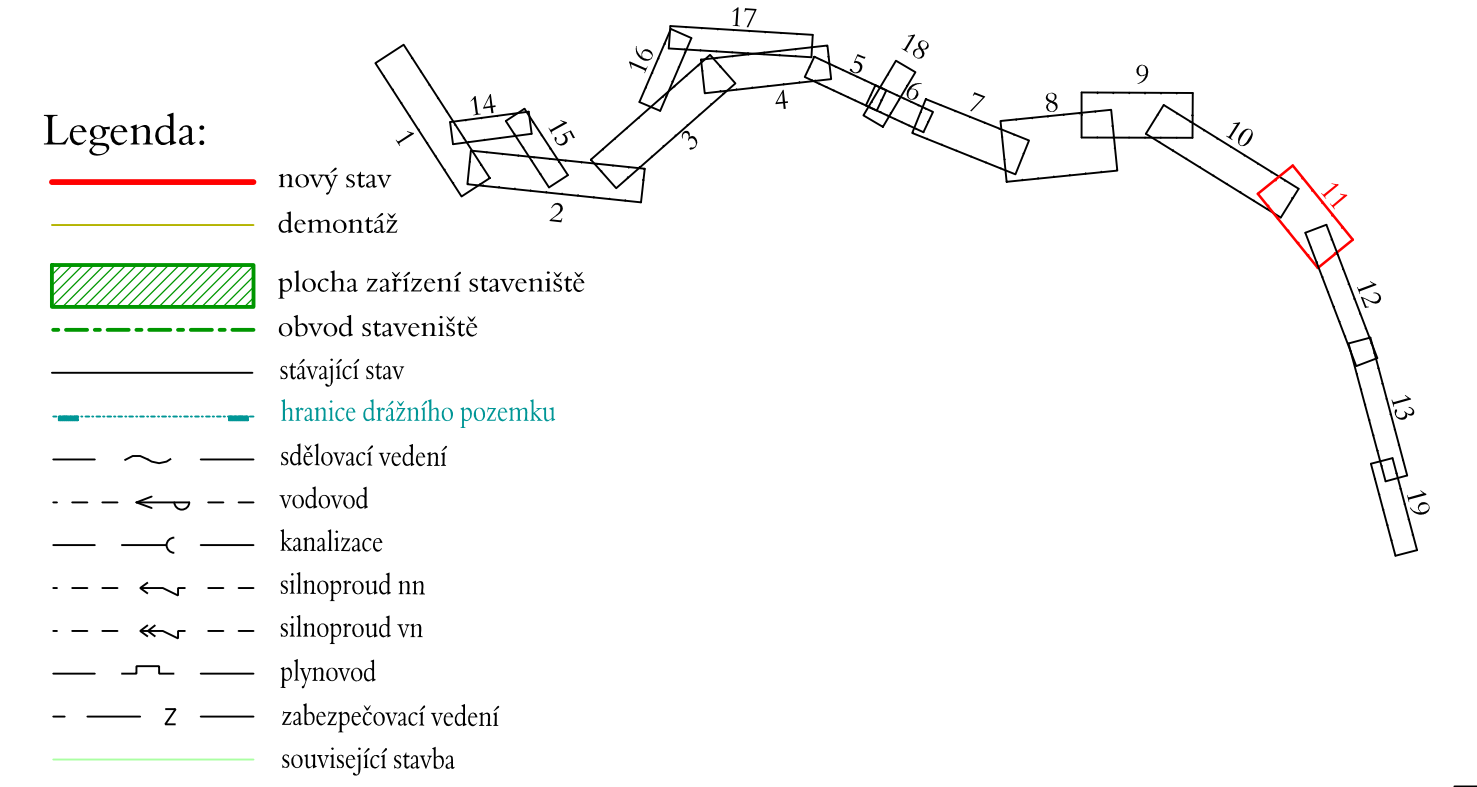 17
18
16
5
9
6
7
8
14
4
10
1
15
3
11
2
12
13
19
Legenda:
nový stav
demontáž
plocha zařízení staveniště
obvod staveniště
stávající stav
hranice drážního pozemku
sdělovací vedení
vodovod
kanalizace
silnoproud nn
silnoproud vn
plynovod
Z
zabezpečovací vedení
související stavba